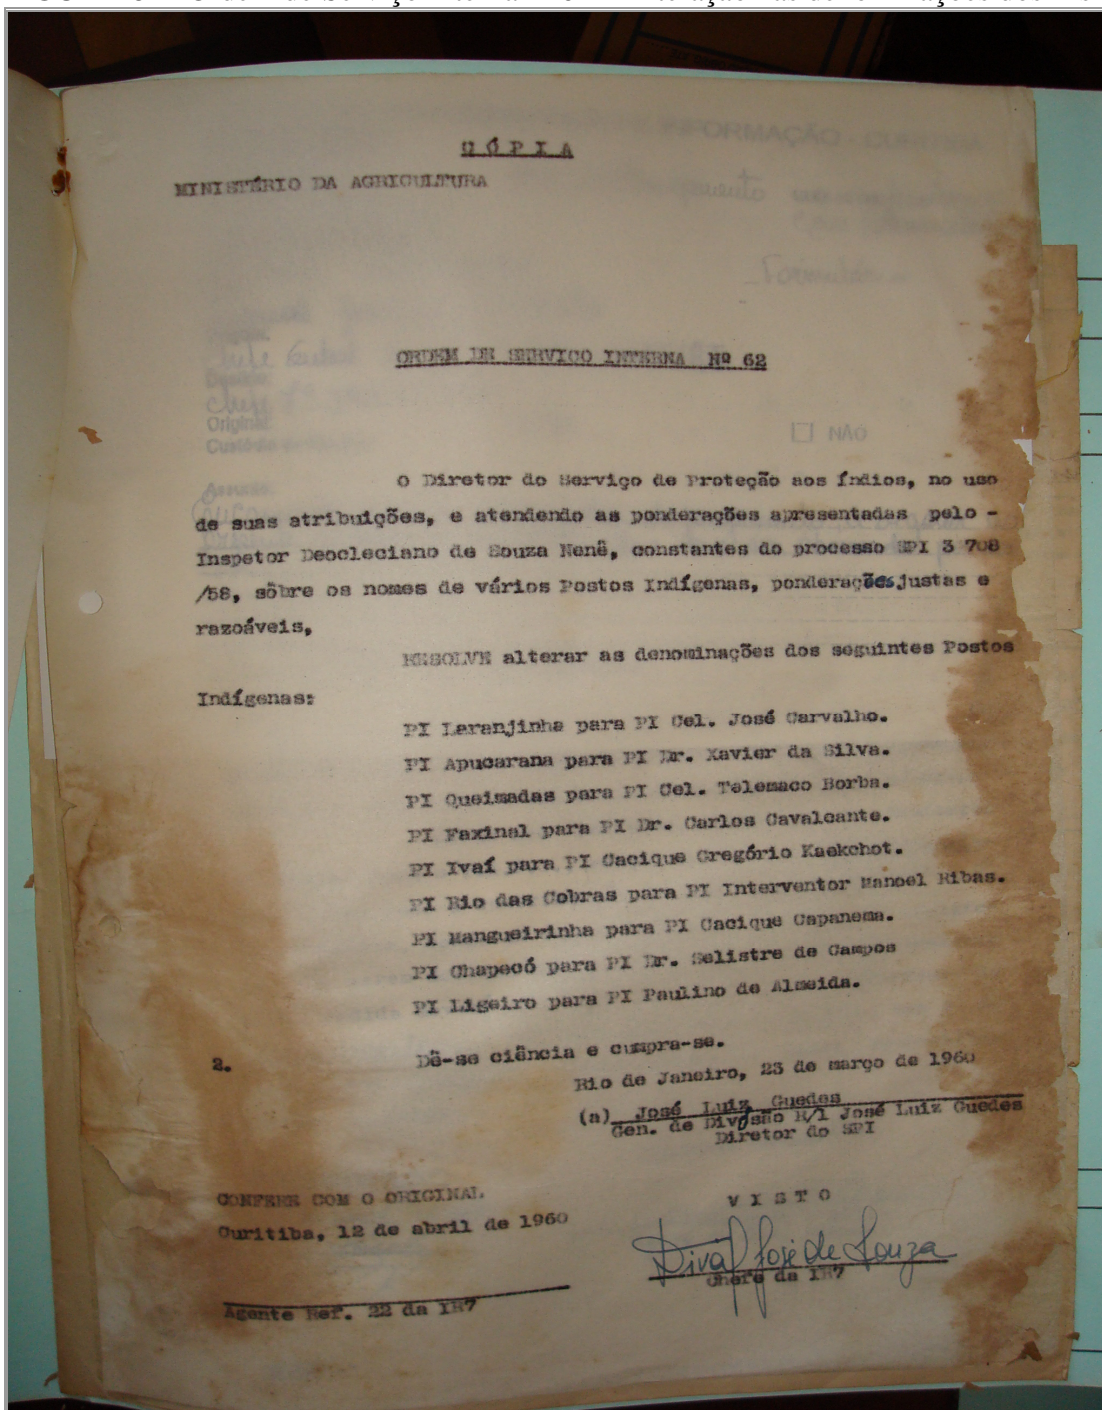 CÓPIA
MINISTÉRIO DA AGRICULTURA
ORDEM DE SERVIÇO INTERNA Nº 62
NÃO
O Diretor do Serviço de Proteção aos Índios, no uso
de suas atribuições, e atendendo as ponderações apresentadas pelo -
Inspetor Deocleciano de Souza Nenê, constantes do processo SPI 3 708
/58, sôbre os nomes de vários Postos Indígenas, ponderações justas e
razoáveis,
RESOLVE alterar as denominações dos seguintes Postos
Indígenas:
PI Laranjinha para PI Cel. José Carvalho.
PI Apucarana para PI Dr. Xavier da Silva.
PI Queimadas para PI Cel. Telemaco Borba.
PI Faxinal para PI Dr. Carlos Cavalcante.
PI Ivaí para PI Cacique Gregório Kaekchot.
PI Rio das Cobras para PI Interventor Manoel Ribas.
PI Mangueirinha para PI Cacique Capanema.
PI Chapecó para PI Dr. Selistre de Campos
PI Ligeiro para PI Paulino de Almeida.
2. Dê-se ciência e cumpra-se.
Rio de Janeiro, 23 de março de 1960
(a) José Luiz Guedes
Gen. de Divisão R/1 José Luiz Guedes
Diretor do SPI
CONFERE COM O ORIGINAL
Curitiba, 12 de abril de 1960
VISTO
Dival José de Souza
Chefe da IR7
Agente Ref. 22 da IR7